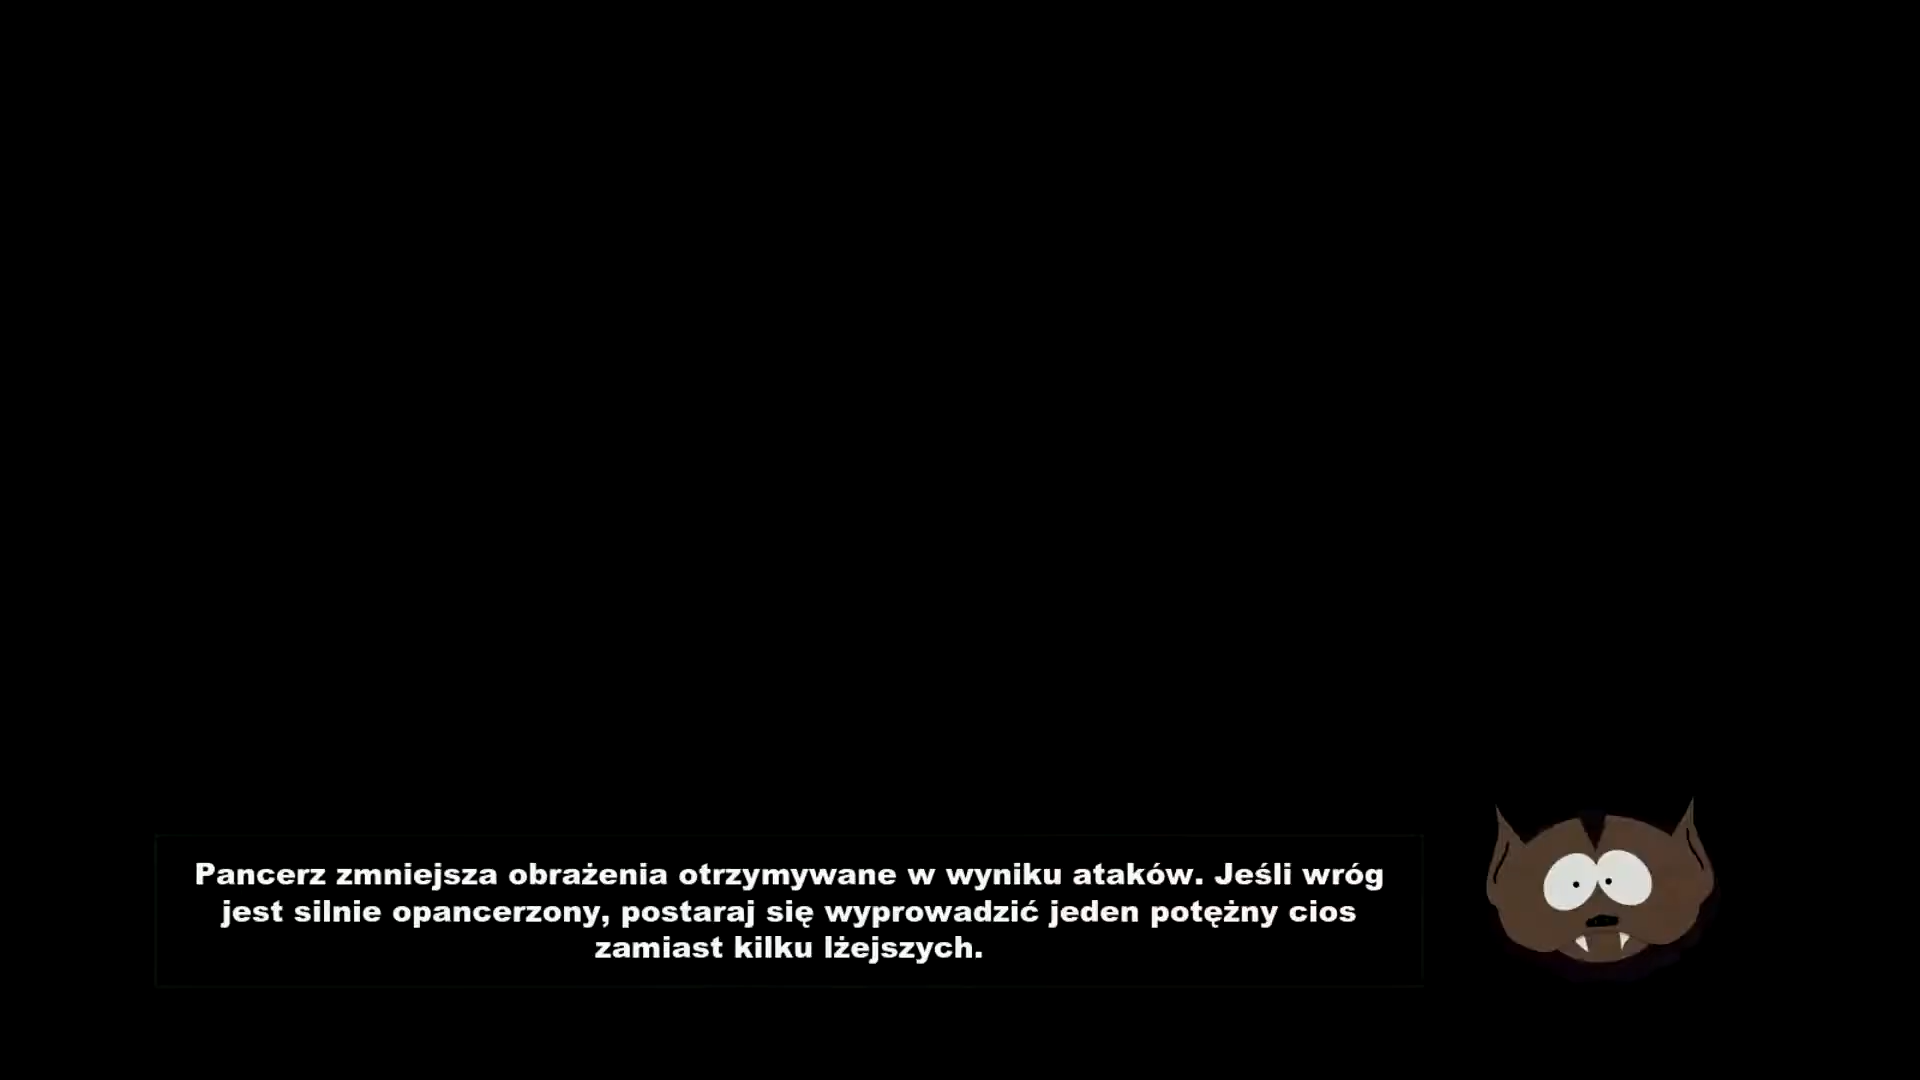 Pancerz zmniejsza obrażenia otrzymywane w wyniku ataków. Jeśli wróg
jest silnie opancerzony, postaraj się wyprowadzić jeden potężny cios
zamiast kilku lżejszych.